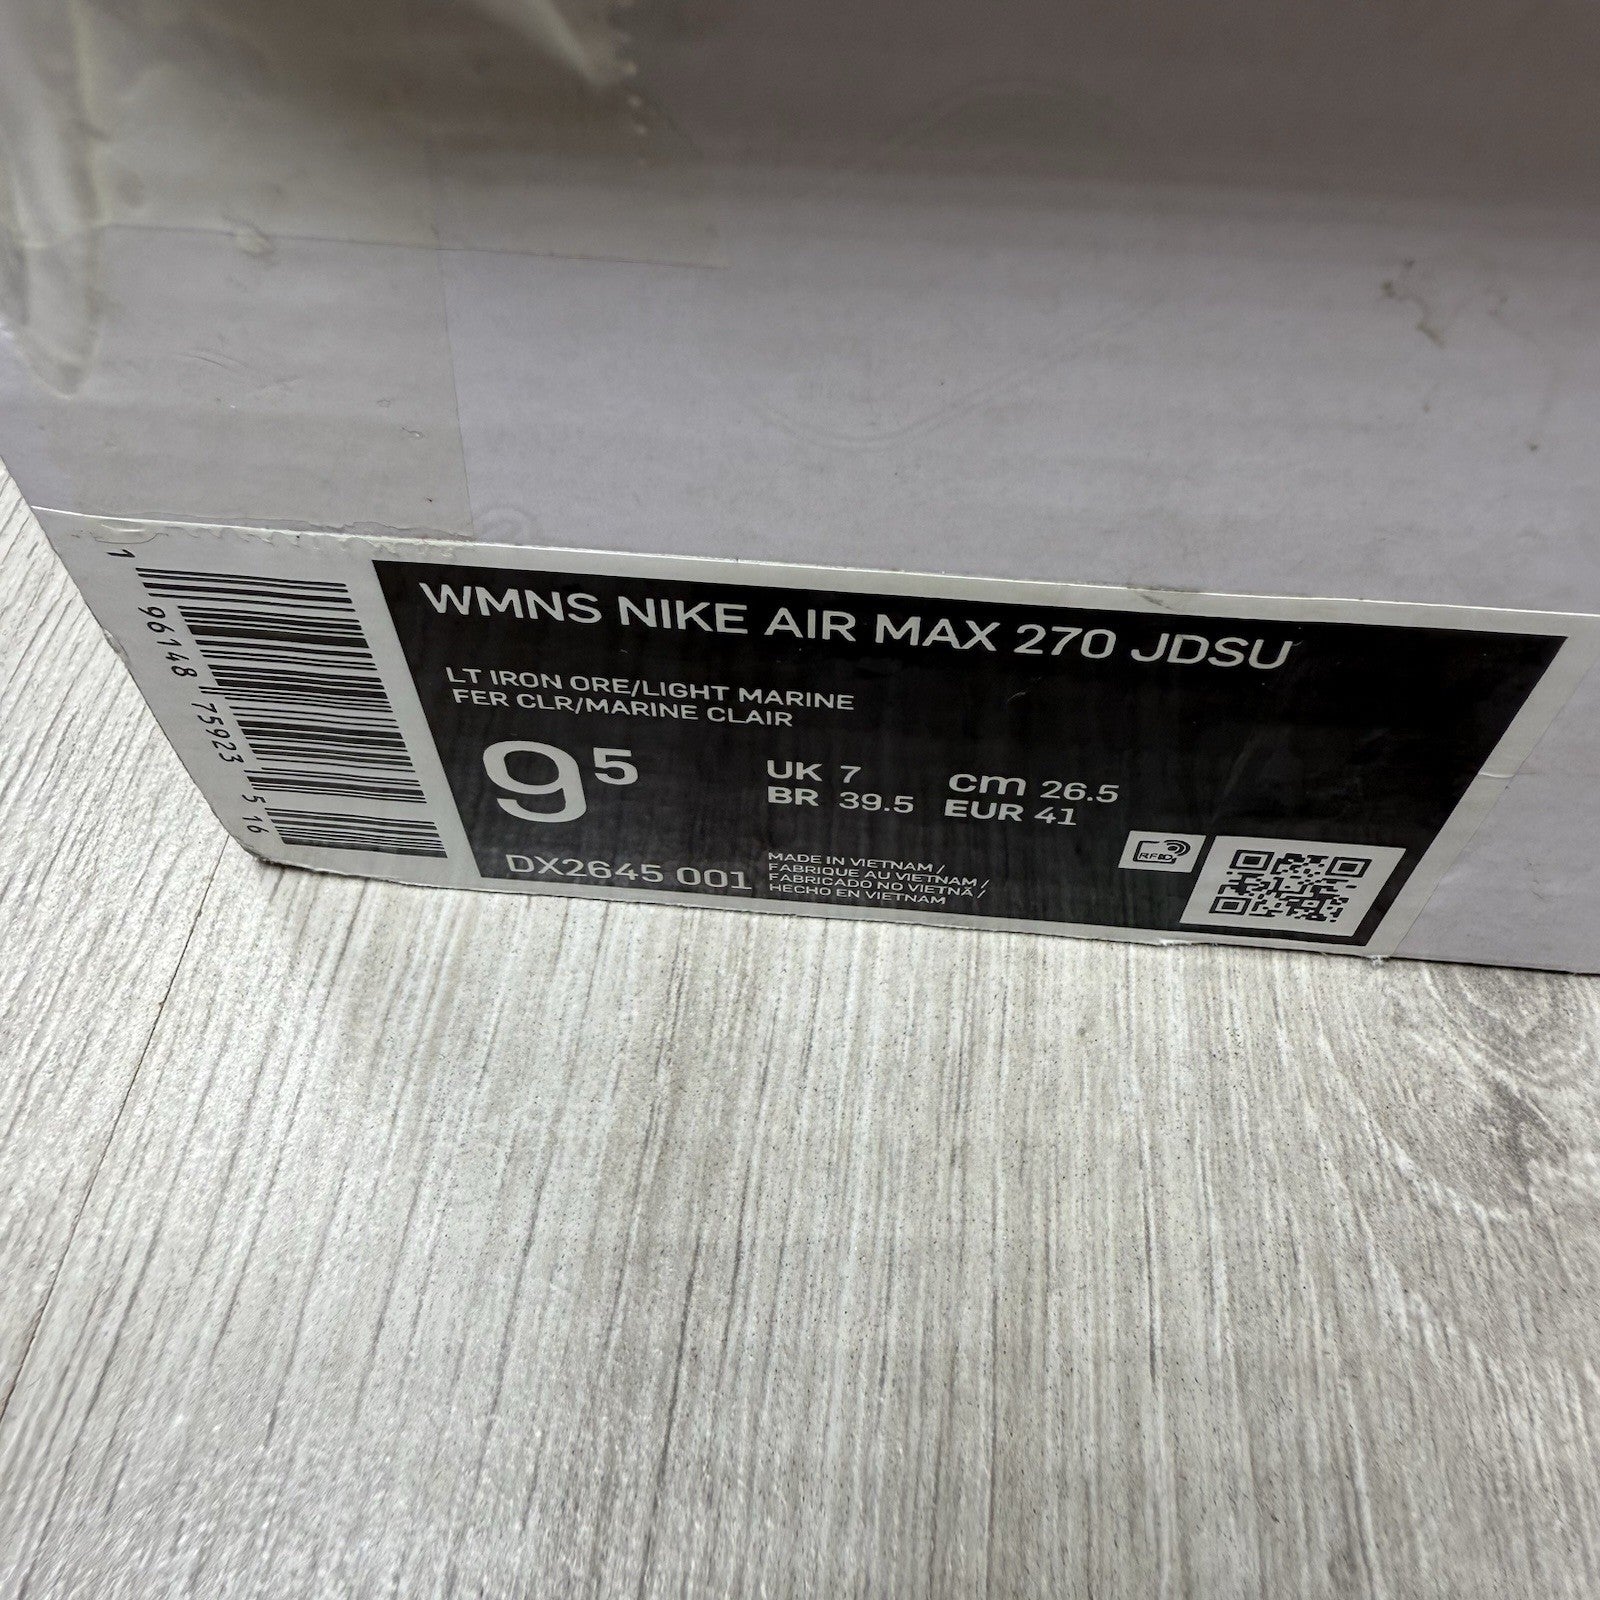 WMNS NIKE AIR MAX 270 JDSU
LT IRON ORE/LIGHT MARINE
FER CLR/MARINE CLAIR
9⁵
UK 7 cm 26.5
BR 39.5 EUR 41
DX2645 001
MADE IN VIETNAM /
FABRIQUE AU VIETNAM /
FABRICADO NO VIETNÃ /
HECHO EN VIETNAM
RFID
1 96148 75923 5 16